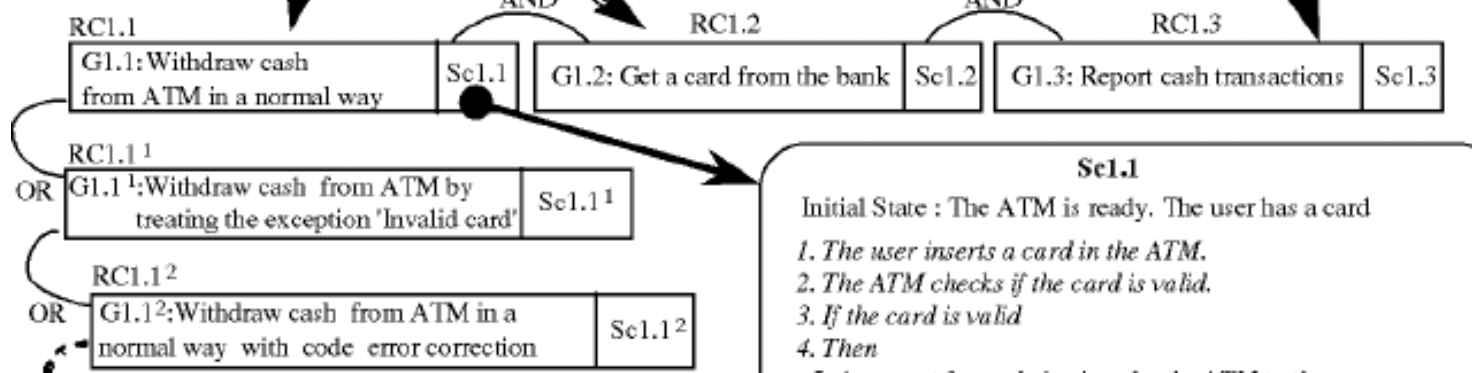 AND
AND
RC1.1
RC1.2
RC1.3
G1.1: Withdraw cash
from ATM in a normal way
Sc1.1
G1.2: Get a card from the bank
Sc1.2
G1.3: Report cash transactions
Sc1.3
RC1.1 1
OR
G1.1 1:Withdraw cash from ATM by
treating the exception 'Invalid card'
Sc1.1 1
RC1.1 2
OR
G1.1 2:Withdraw cash from ATM in a
normal way with code error correction
Sc1.1 2
Sc1.1
Initial State : The ATM is ready. The user has a card
1. The user inserts a card in the ATM.
2. The ATM checks if the card is valid.
3. If the card is valid
4. Then